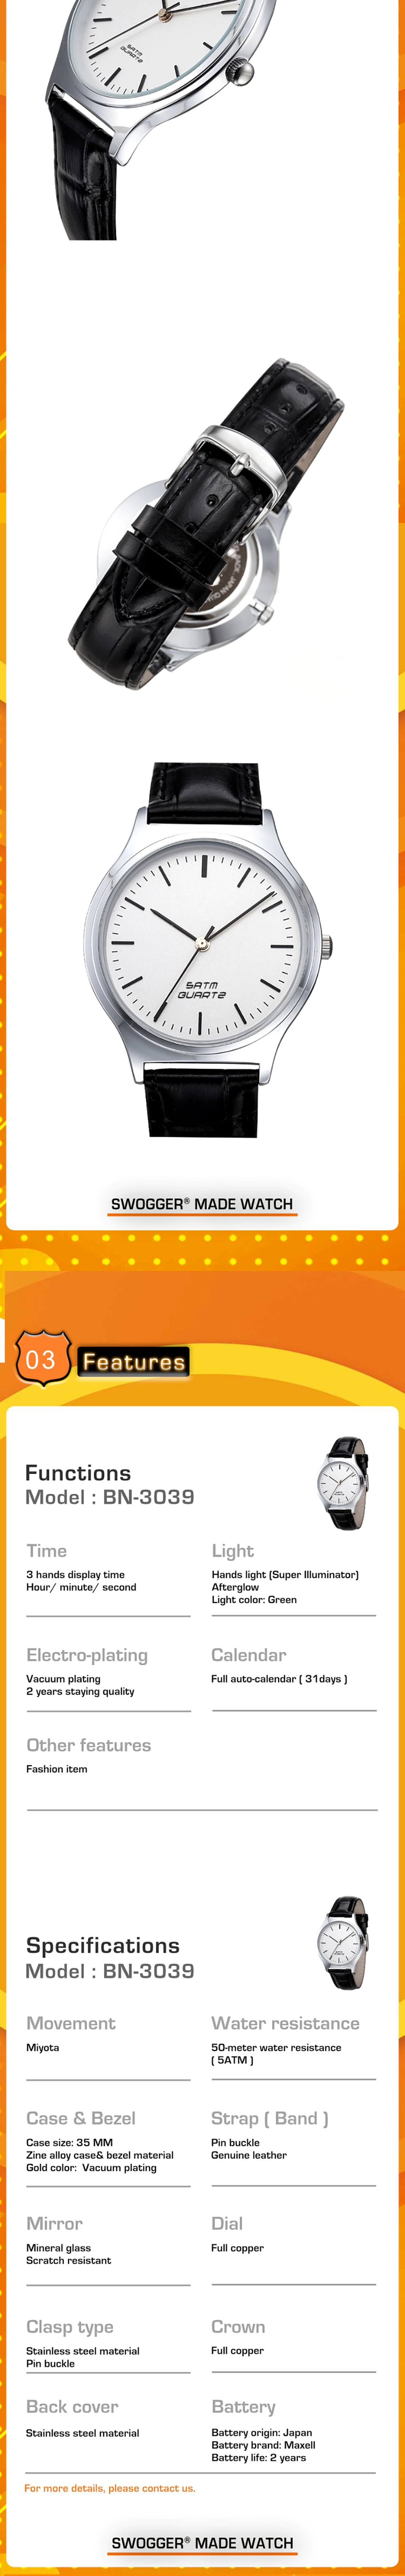 5ATM
QUARTZ
5ATM
QUARTZ
SWOGGER® MADE WATCH
03
Features
Functions
Model : BN-3039
Time
3 hands display time
Hour/ minute/ second
Light
Hands light (Super Illuminator)
Afterglow
Light color: Green
Electro-plating
Vacuum plating
2 years staying quality
Calendar
Full auto-calendar ( 31days )
Other features
Fashion item
Specifications
Model : BN-3039
Movement
Miyota
Water resistance
50-meter water resistance
( 5ATM )
Case & Bezel
Case size: 35 MM
Zine alloy case& bezel material
Gold color:  Vacuum plating
Strap ( Band )
Pin buckle
Genuine leather
Mirror
Mineral glass
Scratch resistant
Dial
Full copper
Clasp type
Stainless steel material
Pin buckle
Crown
Full copper
Back cover
Stainless steel material
Battery
Battery origin: Japan
Battery brand: Maxell
Battery life: 2 years
For more details, please contact us.
SWOGGER® MADE WATCH